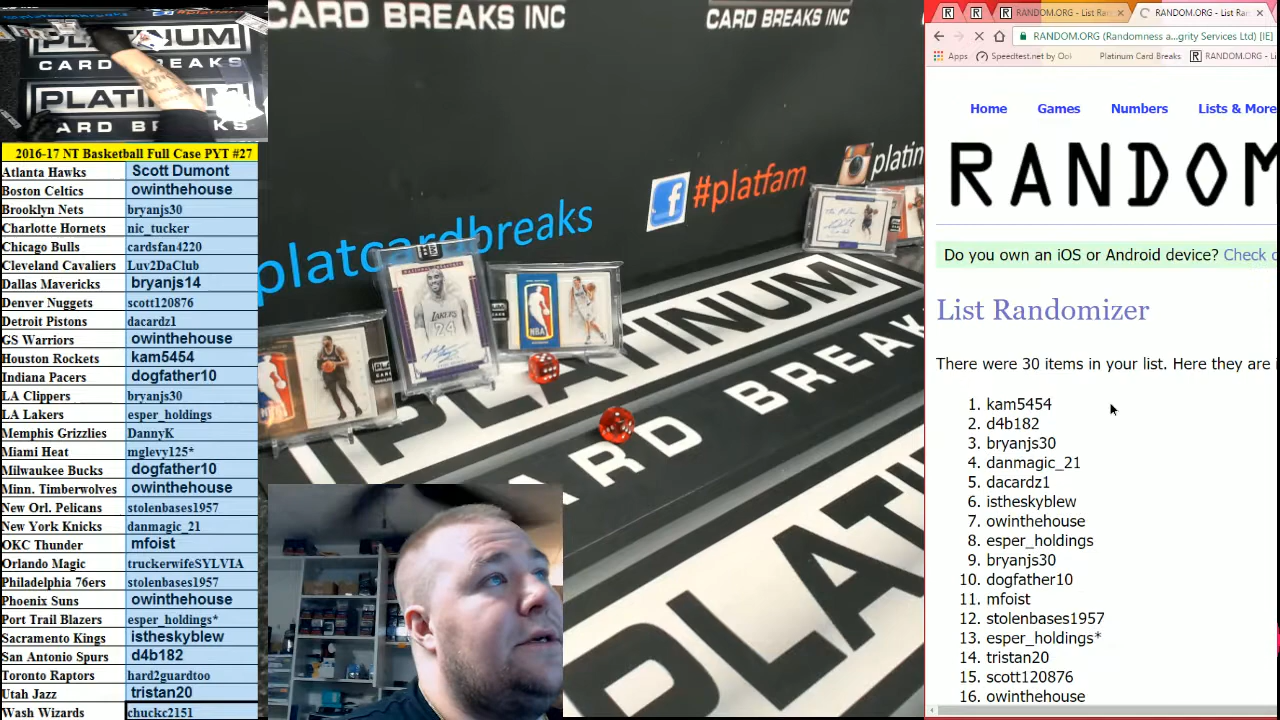 PLATINUM
CARD BREAKS
PLATINUM
ARD BREAKS
CARD BREAKS INC
CARD BREAKS INC
platcardbreaks
f #platfam
platin
LAKERS
24
NBA
PLATINUM
ARD BREAK
PLATI
2016-17 NT Basketball Full Case PYT #27
Atlanta Hawks Scott Dumont
Boston Celtics owinthehouse
Brooklyn Nets bryanjs30
Charlotte Hornets nic_tucker
Chicago Bulls cardsfan4220
Cleveland Cavaliers Luv2DaClub
Dallas Mavericks bryanjs14
Denver Nuggets scott120876
Detroit Pistons dacardz1
GS Warriors owinthehouse
Houston Rockets kam5454
Indiana Pacers dogfather10
LA Clippers bryanjs30
LA Lakers esper_holdings
Memphis Grizzlies DannyK
Miami Heat mglevy125*
Milwaukee Bucks dogfather10
Minn. Timberwolves owinthehouse
New Orl. Pelicans stolenbases1957
New York Knicks danmagic_21
OKC Thunder mfoist
Orlando Magic truckerwifeSYLVIA
Philadelphia 76ers stolenbases1957
Phoenix Suns owinthehouse
Port Trail Blazers esper_holdings*
Sacramento Kings istheskyblew
San Antonio Spurs d4b182
Toronto Raptors hard2guardtoo
Utah Jazz tristan20
Wash Wizards chuckc2151
RANDOM.ORG - List Ra
RANDOM.ORG - List Ra
RANDOM.ORG (Randomness a...grity Services Ltd) [IE]
Apps Speedtest.net by Ook Platinum Card Breaks RANDOM.ORG -
Home Games Numbers Lists & More
RANDOM
Do you own an iOS or Android device? Check o
List Randomizer
There were 30 items in your list. Here they are
1. kam5454
2. d4b182
3. bryanjs30
4. danmagic_21
5. dacardz1
6. istheskyblew
7. owinthehouse
8. esper_holdings
9. bryanjs30
10. dogfather10
11. mfoist
12. stolenbases1957
13. esper_holdings*
14. tristan20
15. scott120876
16. owinthehouse